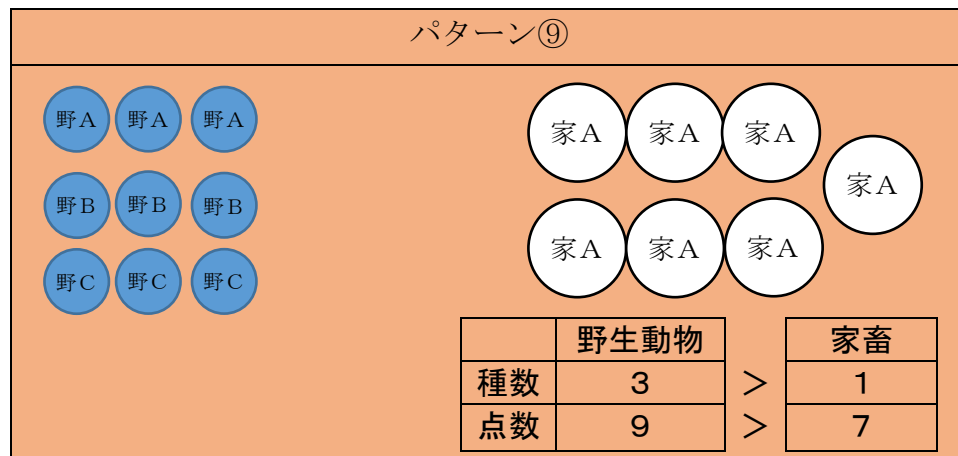 パターン⑨
野A 野A 野A
家A 家A 家A
家A
野B 野B 野B
家A 家A 家A
野C 野C 野C
野生動物 家畜
種数 3 > 1
点数 9 > 7